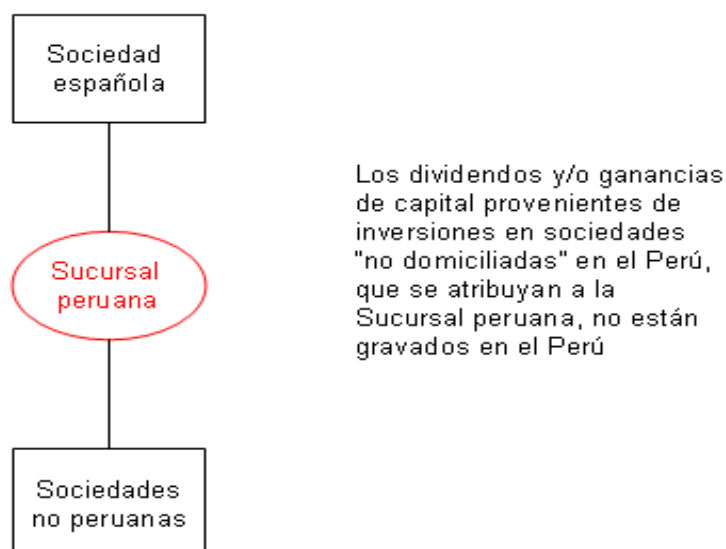 Sociedad
española
Los dividendos y/o ganancias
de capital provenientes de
inversiones en sociedades
"no domiciliadas" en el Perú,
que se atribuyan a la
Sucursal peruana, no están
gravados en el Perú
Sucursal
peruana
Sociedades
no peruanas